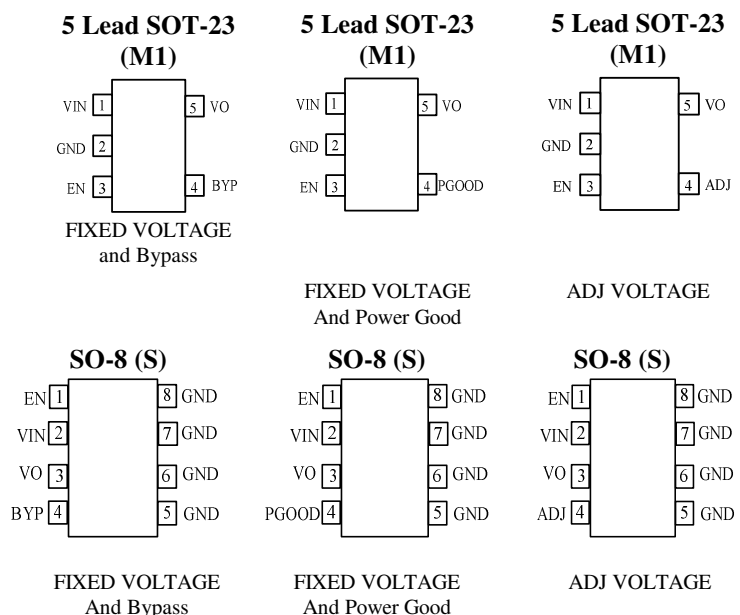 5 Lead SOT-23
(M1)
VIN 1
5 VO
GND 2
EN 3
4 BYP
FIXED VOLTAGE
and Bypass
5 Lead SOT-23
(M1)
VIN 1
5 VO
GND 2
EN 3
4 PGOOD
FIXED VOLTAGE
And Power Good
5 Lead SOT-23
(M1)
VIN 1
5 VO
GND 2
EN 3
4 ADJ
ADJ VOLTAGE
SO-8 (S)
EN 1
8 GND
VIN 2
7 GND
VO 3
6 GND
BYP 4
5 GND
FIXED VOLTAGE
And Bypass
SO-8 (S)
EN 1
8 GND
VIN 2
7 GND
VO 3
6 GND
PGOOD 4
5 GND
FIXED VOLTAGE
And Power Good
SO-8 (S)
EN 1
8 GND
VIN 2
7 GND
VO 3
6 GND
ADJ 4
5 GND
ADJ VOLTAGE